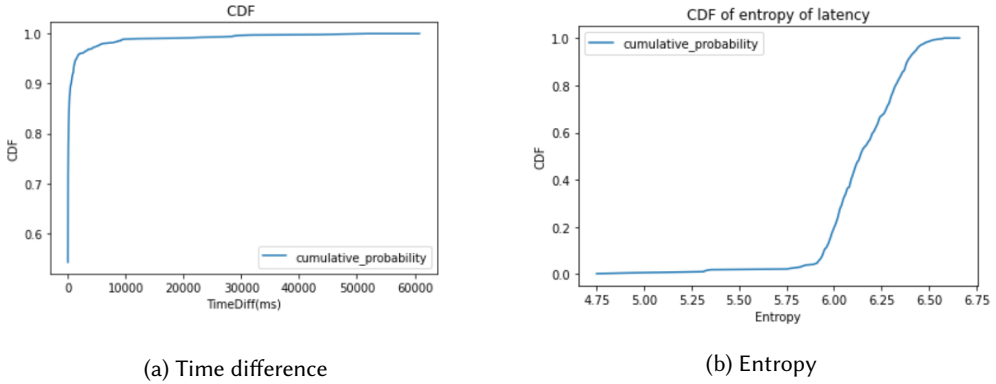 CDF
1.0
0.9
0.8
0.7
0.6
CDF
0 10000 20000 30000 40000 50000 60000
TimeDiff(ms)
cumulative_probability
(a) Time difference
CDF of entropy of latency
cumulative_probability
1.0
0.8
0.6
0.4
0.2
0.0
CDF
4.75 5.00 5.25 5.50 5.75 6.00 6.25 6.50 6.75
Entropy
(b) Entropy